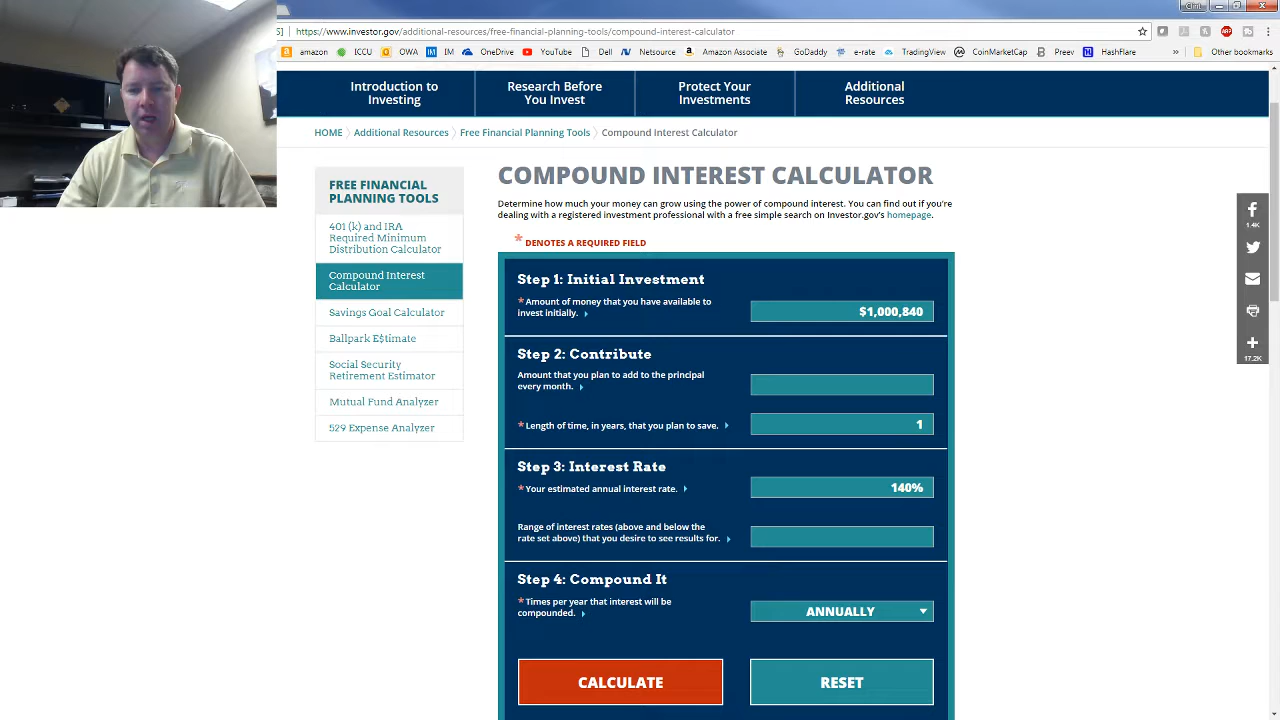 Clint
https://www.investor.gov/additional-resources/free-financial-planning-tools/compound-interest-calculator
amazon ICCU OWA IM OneDrive YouTube Dell Netsource Amazon Associates GoDaddy e-rate TradingView CoinMarketCap Preev HashFlare » Other bookmarks
Introduction to
Investing
Research Before
You Invest
Protect Your
Investments
Additional
Resources
HOME Additional Resources Free Financial Planning Tools Compound Interest Calculator
FREE FINANCIAL
PLANNING TOOLS
401 (k) and IRA
Required Minimum
Distribution Calculator
Compound Interest
Calculator
Savings Goal Calculator
Ballpark E$timate
Social Security
Retirement Estimator
Mutual Fund Analyzer
529 Expense Analyzer
COMPOUND INTEREST CALCULATOR
Determine how much your money can grow using the power of compound interest. You can find out if you're
dealing with a registered investment professional with a free simple search on Investor.gov's homepage.
* DENOTES A REQUIRED FIELD
Step 1: Initial Investment
*Amount of money that you have available to
invest initially.
$1,000,840
Step 2: Contribute
Amount that you plan to add to the principal
every month.
*Length of time, in years, that you plan to save.
1
Step 3: Interest Rate
*Your estimated annual interest rate.
140%
Range of interest rates (above and below the
rate set above) that you desire to see results for.
Step 4: Compound It
*Times per year that interest will be
compounded.
ANNUALLY
CALCULATE
RESET
1.4K
17.2K